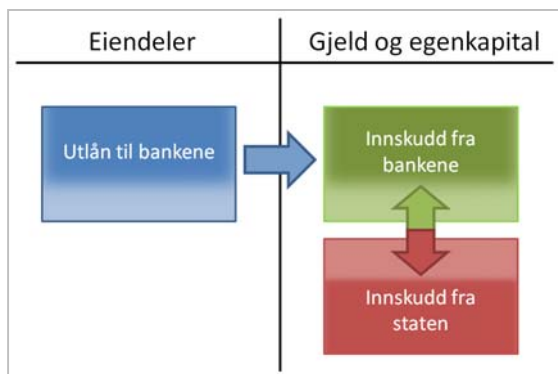 Eiendeler
Gjeld og egenkapital
Utlån til bankene
Innskudd fra
bankene
Innskudd fra
staten